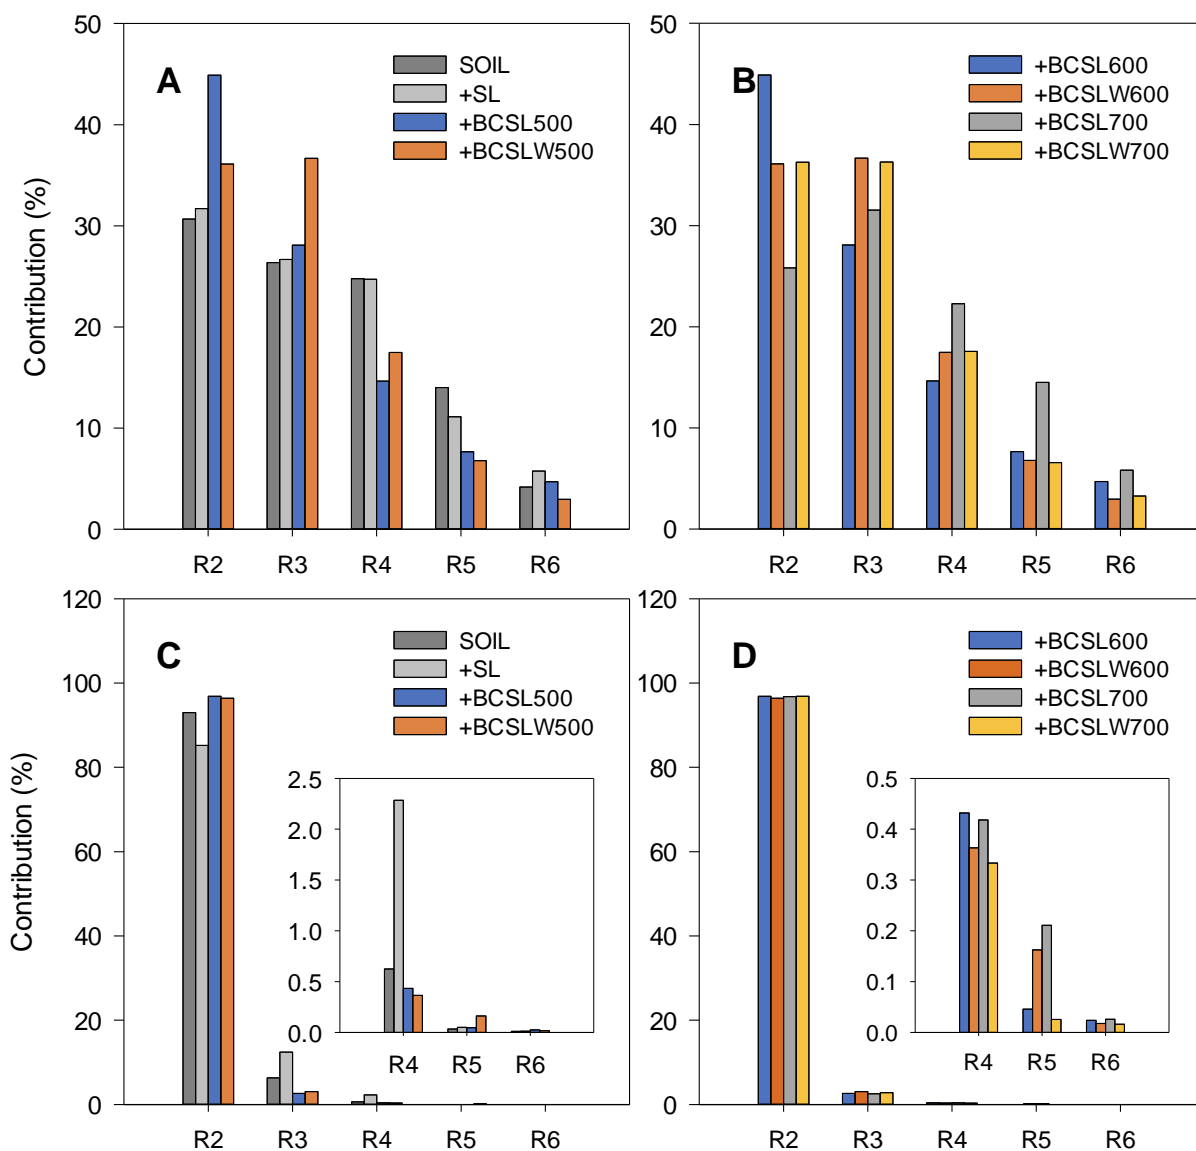 A
SOIL
+SL
+BCSL500
+BCSLW500
Contribution (%)
50
40
30
20
10
0
R2 R3 R4 R5 R6
B
+BCSL600
+BCSLW600
+BCSL700
+BCSLW700
50
40
30
20
10
0
R2 R3 R4 R5 R6
C
SOIL
+SL
+BCSL500
+BCSLW500
Contribution (%)
120
100
80
60
40
20
0
2.5
2.0
1.5
1.0
0.5
0.0
R4 R5 R6
R2 R3 R4 R5 R6
D
+BCSL600
+BCSLW600
+BCSL700
+BCSLW700
120
100
80
60
40
20
0
0.5
0.4
0.3
0.2
0.1
0.0
R4 R5 R6
R2 R3 R4 R5 R6